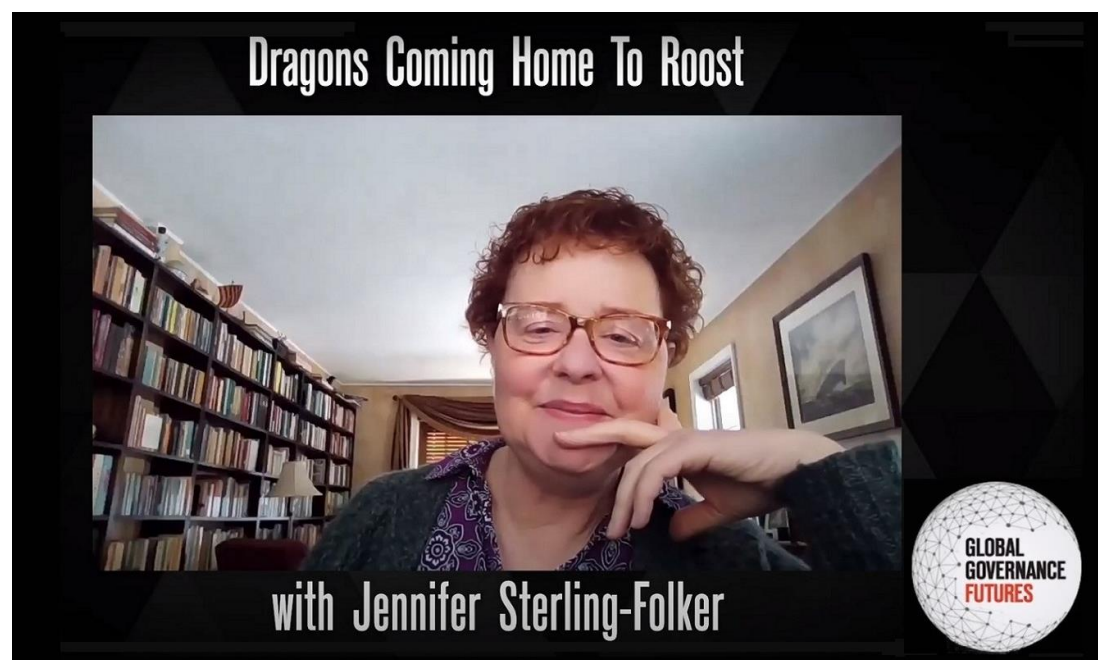 Dragons Coming Home To Roost
with Jennifer Sterling-Folker
GLOBAL
GOVERNANCE
FUTURES